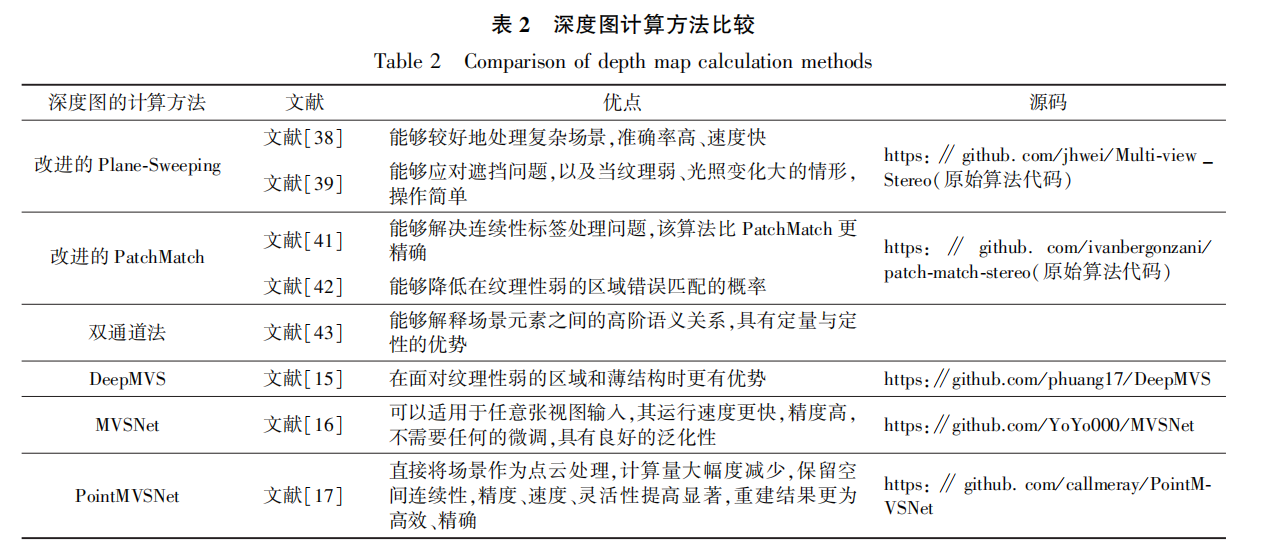 表 2 深度图计算方法比较
Table 2 Comparison of depth map calculation methods
深度图的计算方法 文献 优点 源码
改进的 Plane-Sweeping
文献[38] 能够较好地处理复杂场景,准确率高、速度快
文献[39] 能够应对遮挡问题,以及当纹理弱、光照变化大的情形,
操作简单
https: // github. com/jhwei/Multi-view _
Stereo(原始算法代码)
改进的 PatchMatch
文献[41] 能够解决连续性标签处理问题,该算法比 PatchMatch 更
精确
文献[42] 能够降低在纹理性弱的区域错误匹配的概率
https: // github. com/ivanbergonzani/
patch-match-stereo(原始算法代码)
双通道法 文献[43] 能够解释场景元素之间的高阶语义关系,具有定量与定
性的优势
DeepMVS 文献[15] 在面对纹理性弱的区域和薄结构时更有优势 https://github.com/phuang17/DeepMVS
MVSNet 文献[16] 可以适用于任意张视图输入,其运行速度更快,精度高,
不需要任何的微调,具有良好的泛化性 https://github.com/YoYo000/MVSNet
PointMVSNet 文献[17] 直接将场景作为点云处理,计算量大幅度减少,保留空
间连续性,精度、速度、灵活性提高显著,重建结果更为
高效、精确
https: // github. com/callmeray/PointM-
VSNet